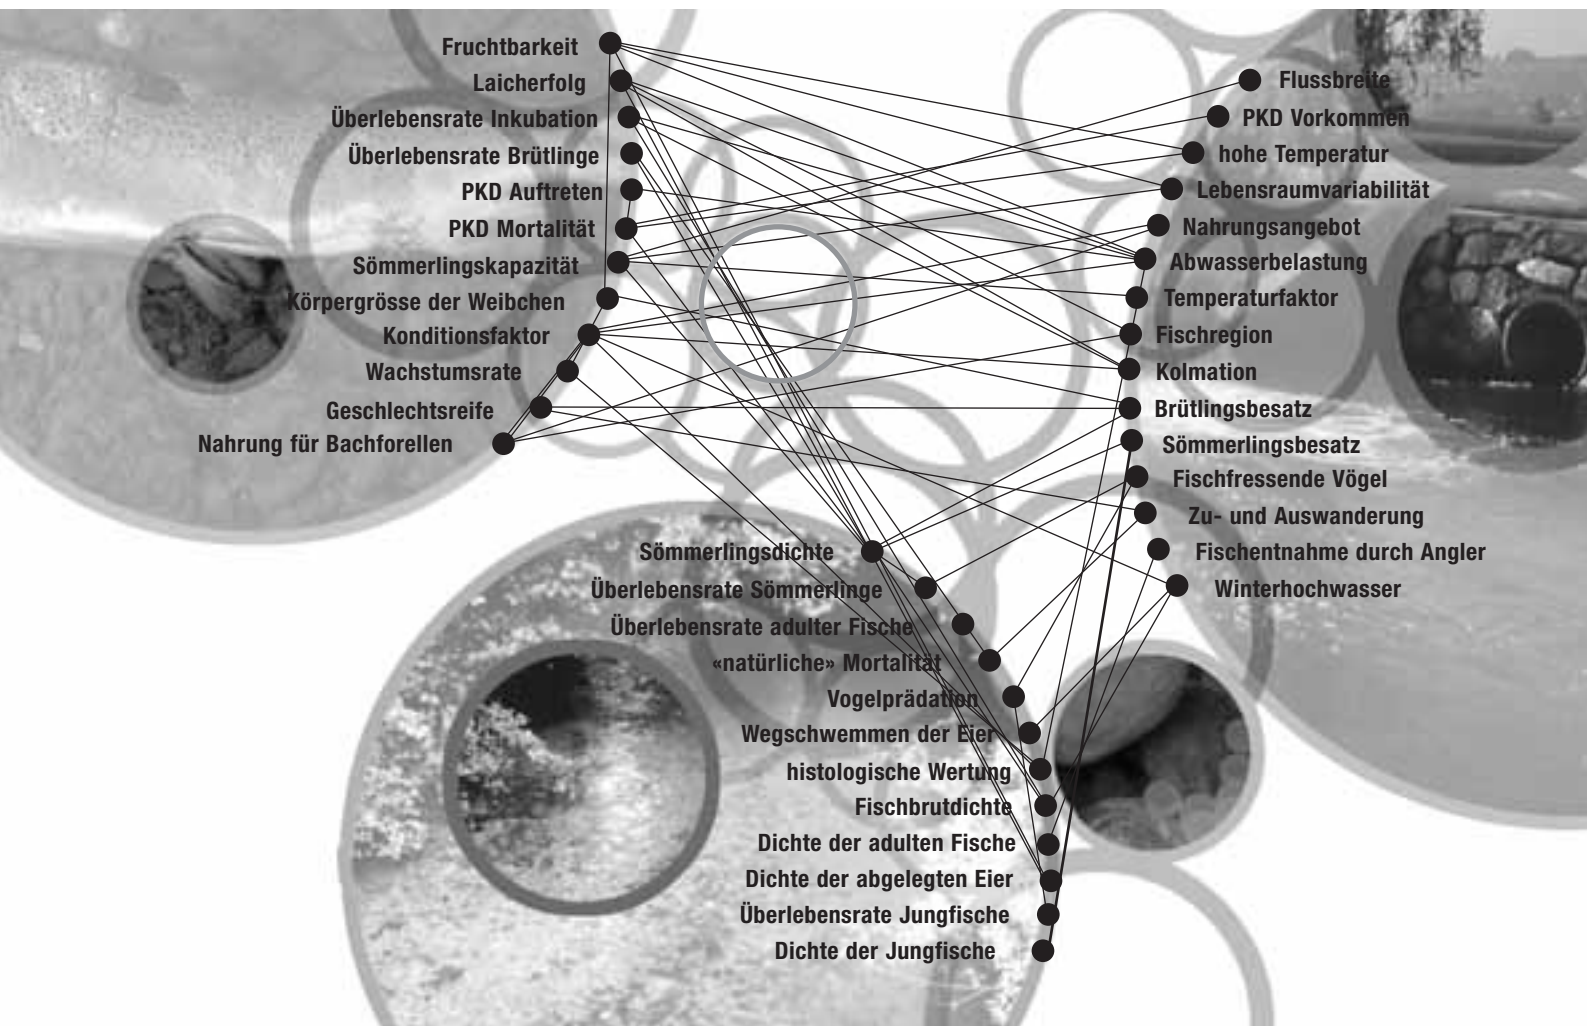 Fruchtbarkeit
Laicherfolg
Überlebensrate Inkubation
Überlebensrate Brütlinge
PKD Auftreten
PKD Mortalität
Sömmerlingskapazität
Körpergrösse der Weibchen
Konditionsfaktor
Wachstumsrate
Geschlechtsreife
Nahrung für Bachforellen
Flussbreite
PKD Vorkommen
hohe Temperatur
Lebensraumvariabilität
Nahrungsangebot
Abwasserbelastung
Temperaturfaktor
Fischregion
Kolmation
Brütlingsbesatz
Sömmerlingsbesatz
Fischfressende Vögel
Zu- und Auswanderung
Fischentnahme durch Angler
Winterhochwasser
Sömmerlingsdichte
Überlebensrate Sömmerlinge
Überlebensrate adulter Fische
«natürliche» Mortalität
Vogelprädation
Wegschwemmen der Eier
histologische Wertung
Fischbrutdichte
Dichte der adulten Fische
Dichte der abgelegten Eier
Überlebensrate Jungfische
Dichte der Jungfische